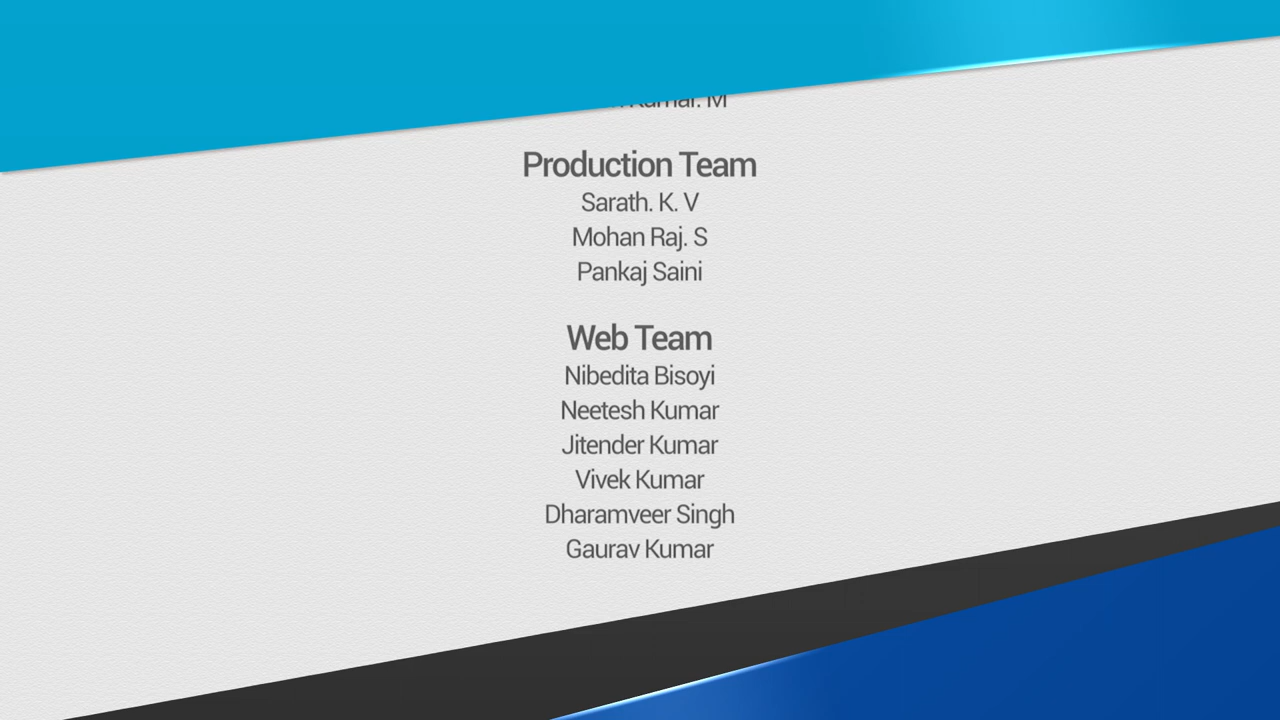 Kumar. M
Production Team
Sarath. K. V
Mohan Raj. S
Pankaj Saini
Web Team
Nibedita Bisoyi
Neetesh Kumar
Jitender Kumar
Vivek Kumar
Dharamveer Singh
Gaurav Kumar